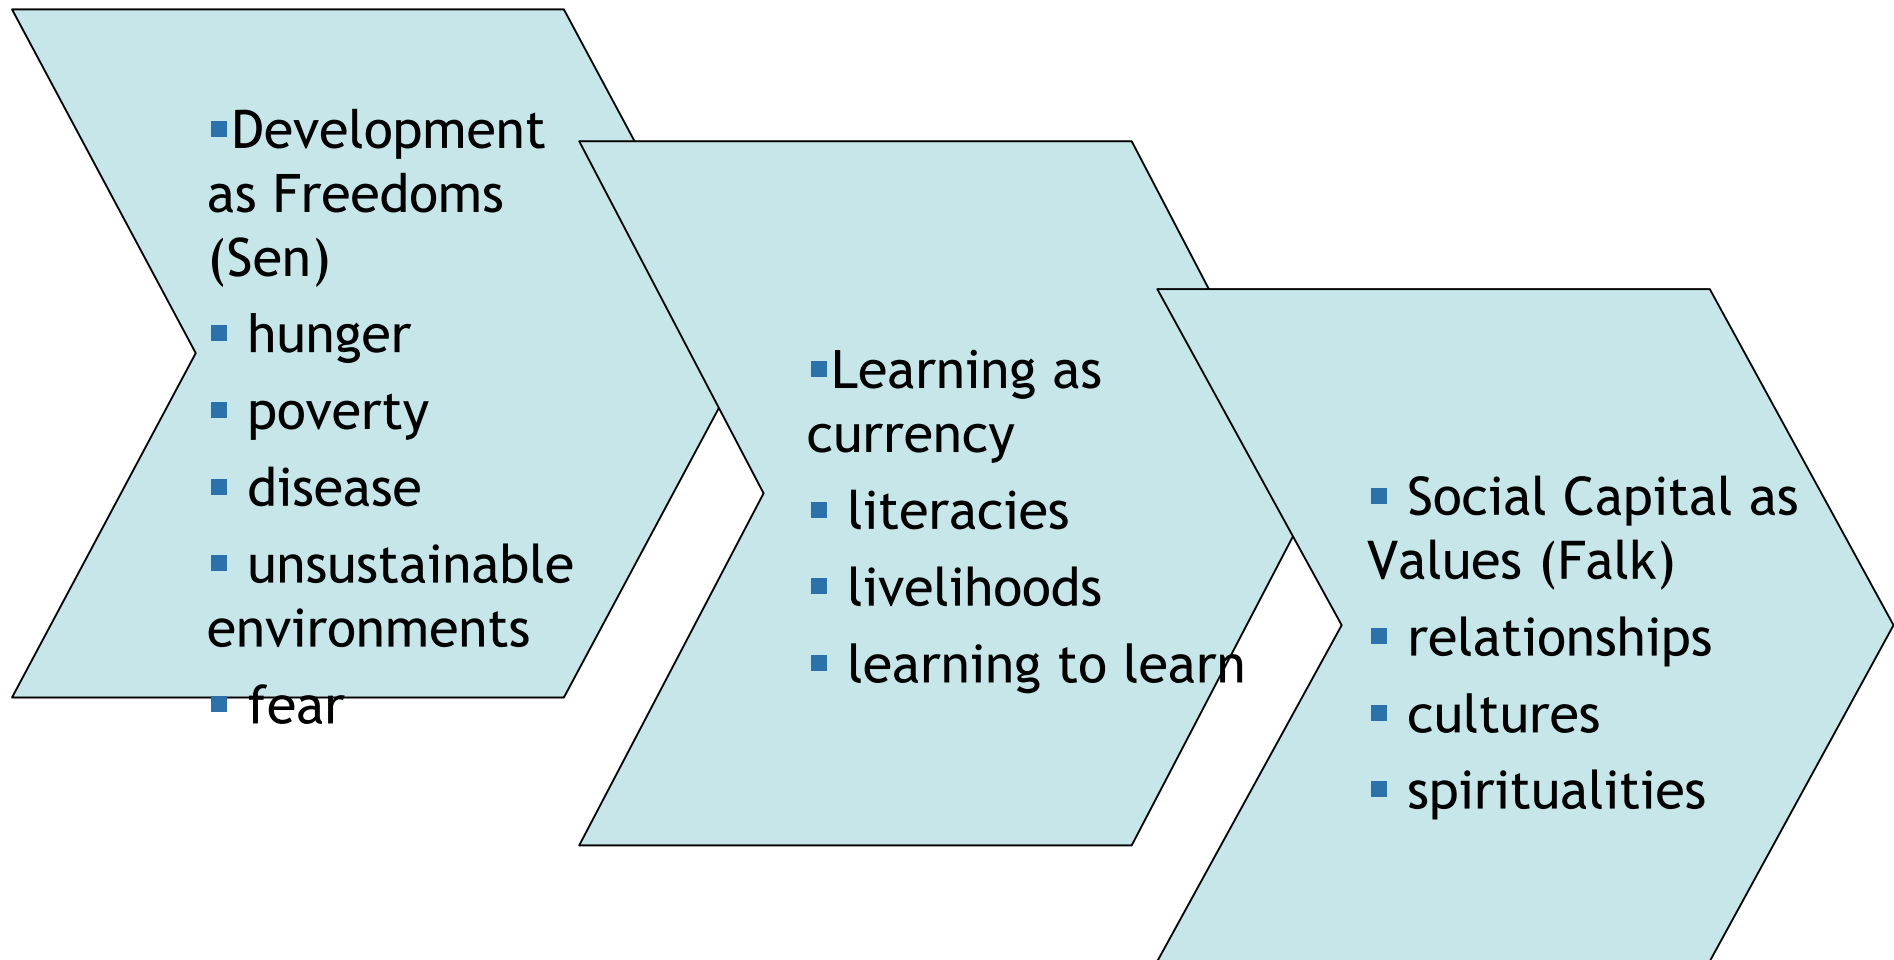 ▪Development
as Freedoms
(Sen)
▪ hunger
▪ poverty
▪ disease
▪ unsustainable
environments
▪ fear
▪Learning as
currency
▪ literacies
▪ livelihoods
▪ learning to learn
▪ Social Capital as
Values (Falk)
▪ relationships
▪ cultures
▪ spiritualities